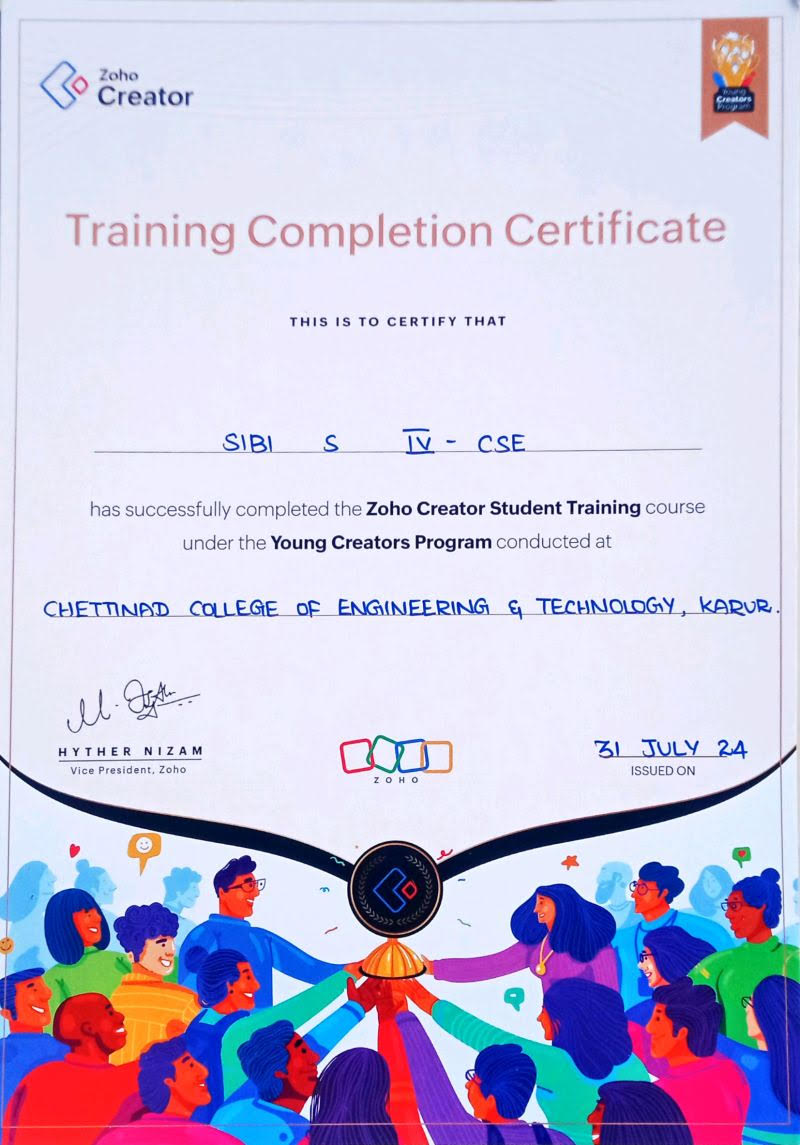 Zoho
Creator
Young
Creators
Program
Training Completion Certificate
THIS IS TO CERTIFY THAT
SIBI S IV - CSE
has successfully completed the Zoho Creator Student Training course
under the Young Creators Program conducted at
CHETTINAD COLLEGE OF ENGINEERING & TECHNOLOGY, KARUR.
HYTHER NIZAM
Vice President, Zoho
ZOHO
31 JULY 24
ISSUED ON